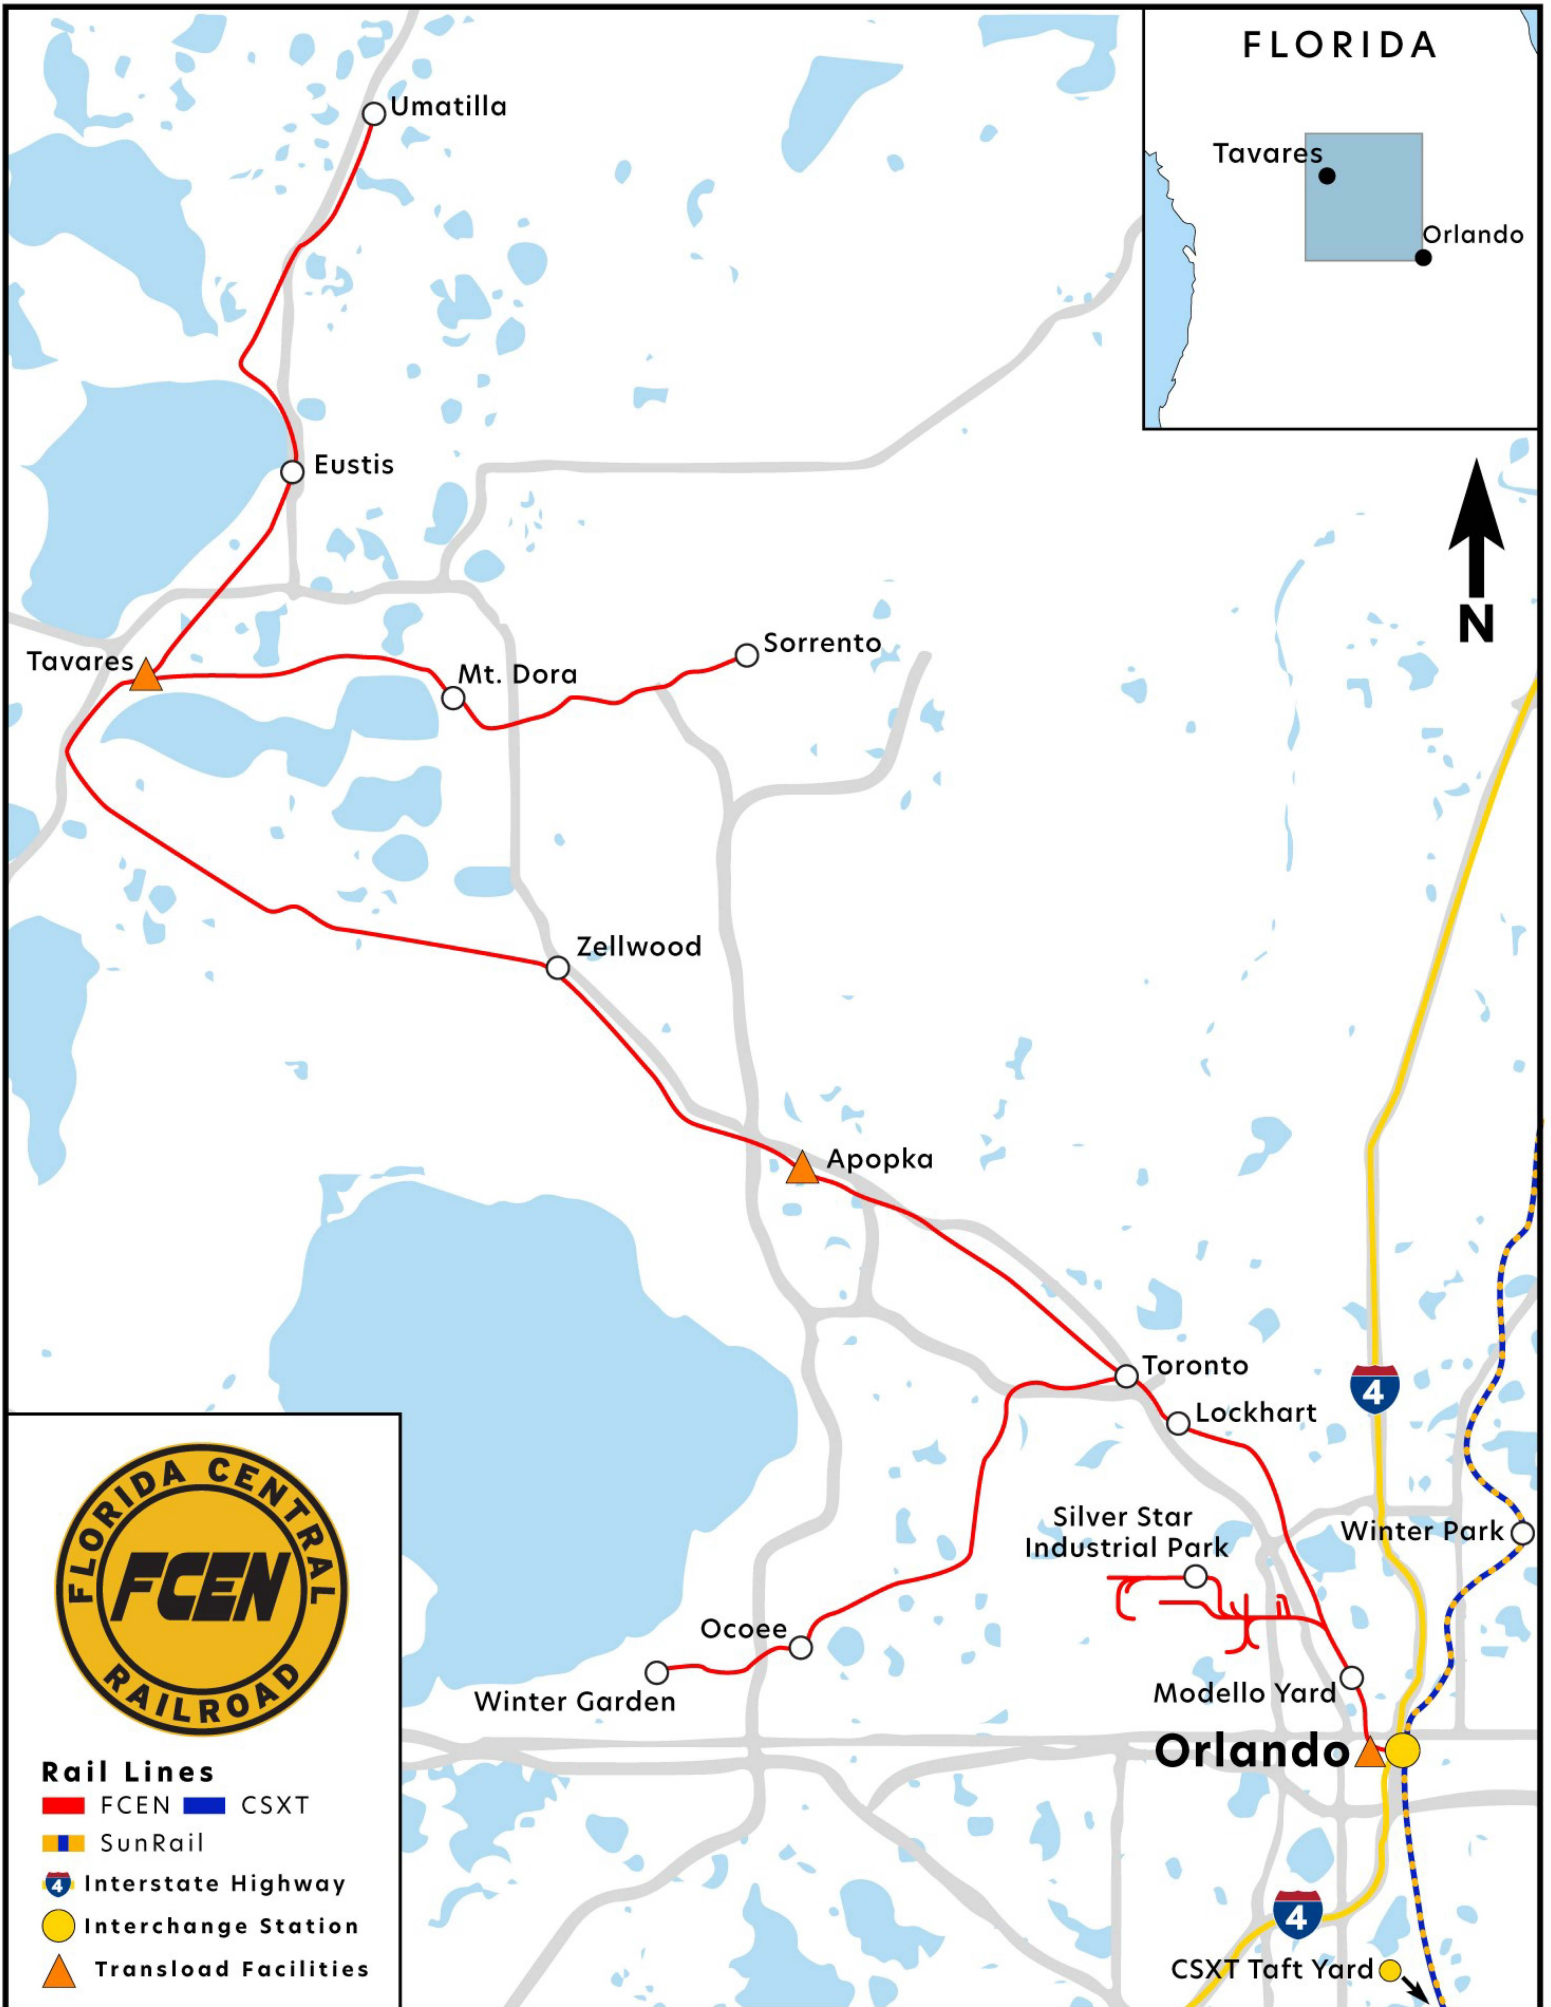 FLORIDA
Tavares
Orlando
N
Umatilla
Eustis
Tavares
Mt. Dora
Sorrento
Zellwood
Apopka
Toronto
Lockhart
4
Silver Star
Industrial Park
Winter Park
Ocoee
Winter Garden
Modello Yard
Orlando
4
CSXT Taft Yard
FLORIDA CENTRAL
FCEN
RAILROAD
Rail Lines
FCEN CSXT
SunRail
4 Interstate Highway
Interchange Station
Transload Facilities